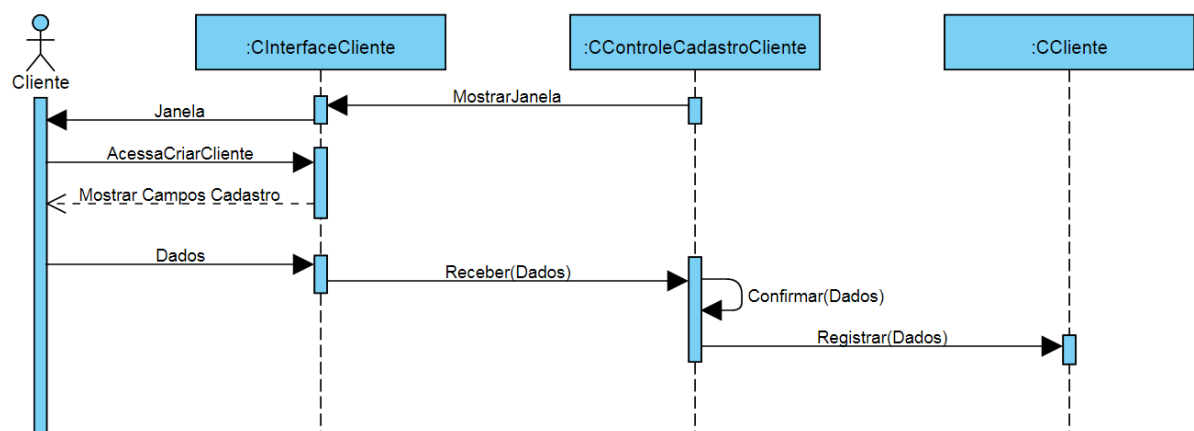 Cliente
:CInterfaceCliente
:CControleCadastroCliente
:CCliente
MostrarJanela
Janela
AcessaCriarCliente
Mostrar Campos Cadastro
Dados
Receber(Dados)
Confirmar(Dados)
Registrar(Dados)